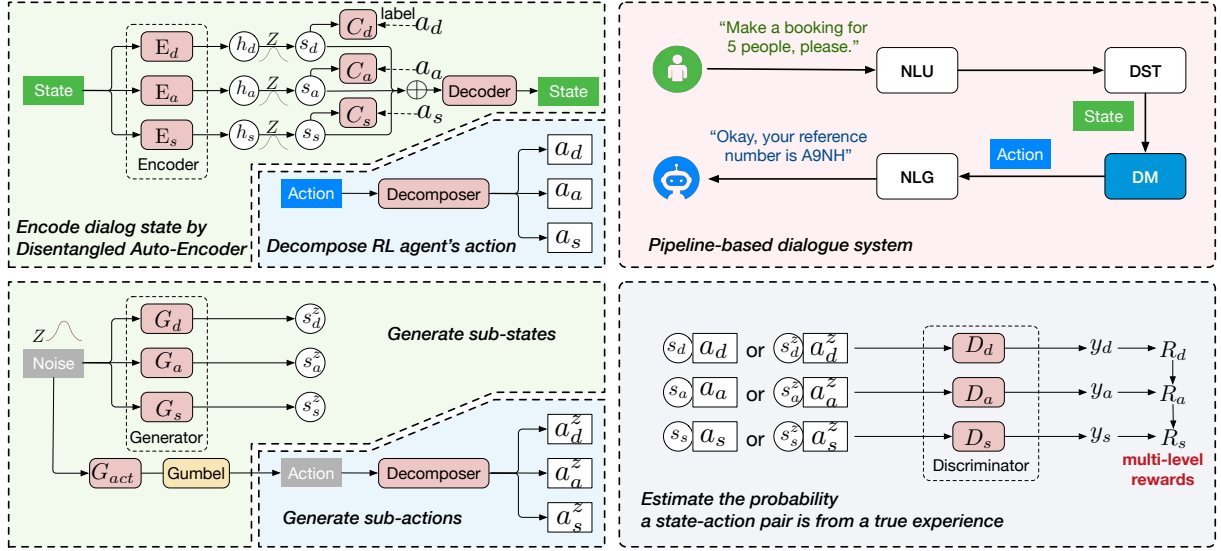 label
E_d
h_d
Z
s_d
C_d
a_d
State
E_a
h_a
Z
s_a
C_a
a_a
Decoder
State
E_s
h_s
Z
s_s
C_s
a_s
Encoder
Encode dialog state by
Disentangled Auto-Encoder
Action
Decomposer
a_d
a_a
a_s
Decompose RL agent's action
“Make a booking for
5 people, please.”
NLU
DST
State
“Okay, your reference
number is A9NH”
Action
NLG
DM
Pipeline-based dialogue system
Z
Noise
G_d
s_d^z
G_a
s_a^z
G_s
s_s^z
Generator
Generate sub-states
G_act
Gumbel
Action
Decomposer
a_d^z
a_a^z
a_s^z
Generate sub-actions
s_d a_d or s_d^z a_d^z D_d y_d R_d
s_a a_a or s_a^z a_a^z D_a y_a R_a
s_s a_s or s_s^z a_s^z D_s y_s R_s
Discriminator
multi-level
rewards
Estimate the probability
a state-action pair is from a true experience